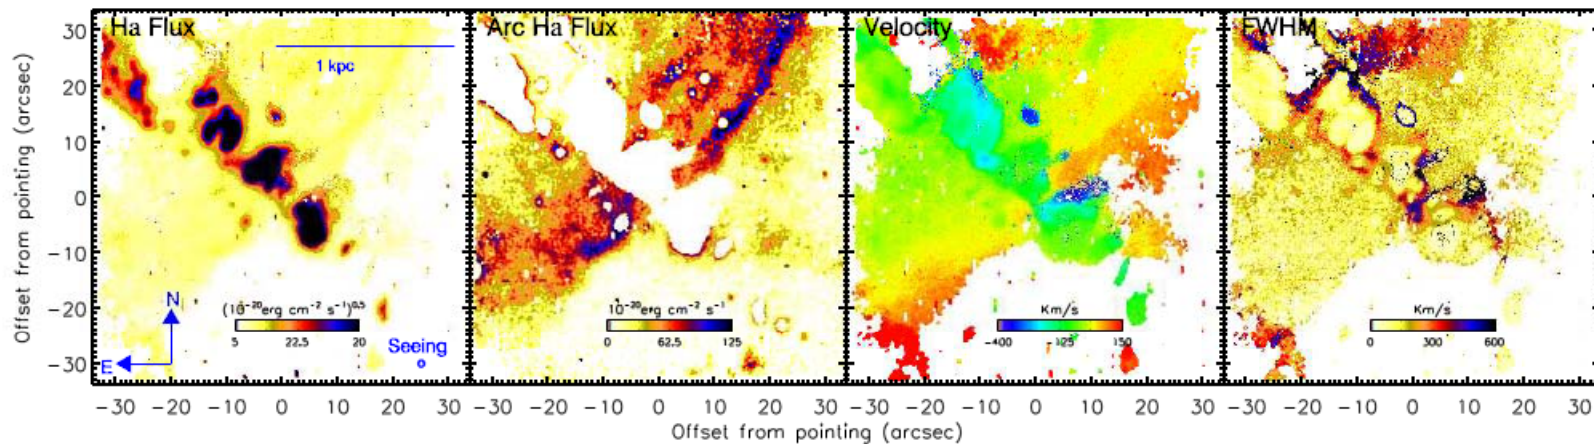 Ha Flux
Arc Ha Flux
Velocity
FWHM
1 kpc
Offset from pointing (arcsec)
30
20
10
0
−10
−20
−30
N
E
Seeing
(10⁻²⁰erg cm⁻² s⁻¹)⁰·⁵
5 22.5 20
10⁻²⁰erg cm⁻² s⁻¹
0 62.5 125
Km/s
−400 −125 150
Km/s
0 300 600
−30 −20 −10 0 10 20 30 −30 −20 −10 0 10 20 30 −30 −20 −10 0 10 20 30 −30 −20 −10 0 10 20 30
Offset from pointing (arcsec)